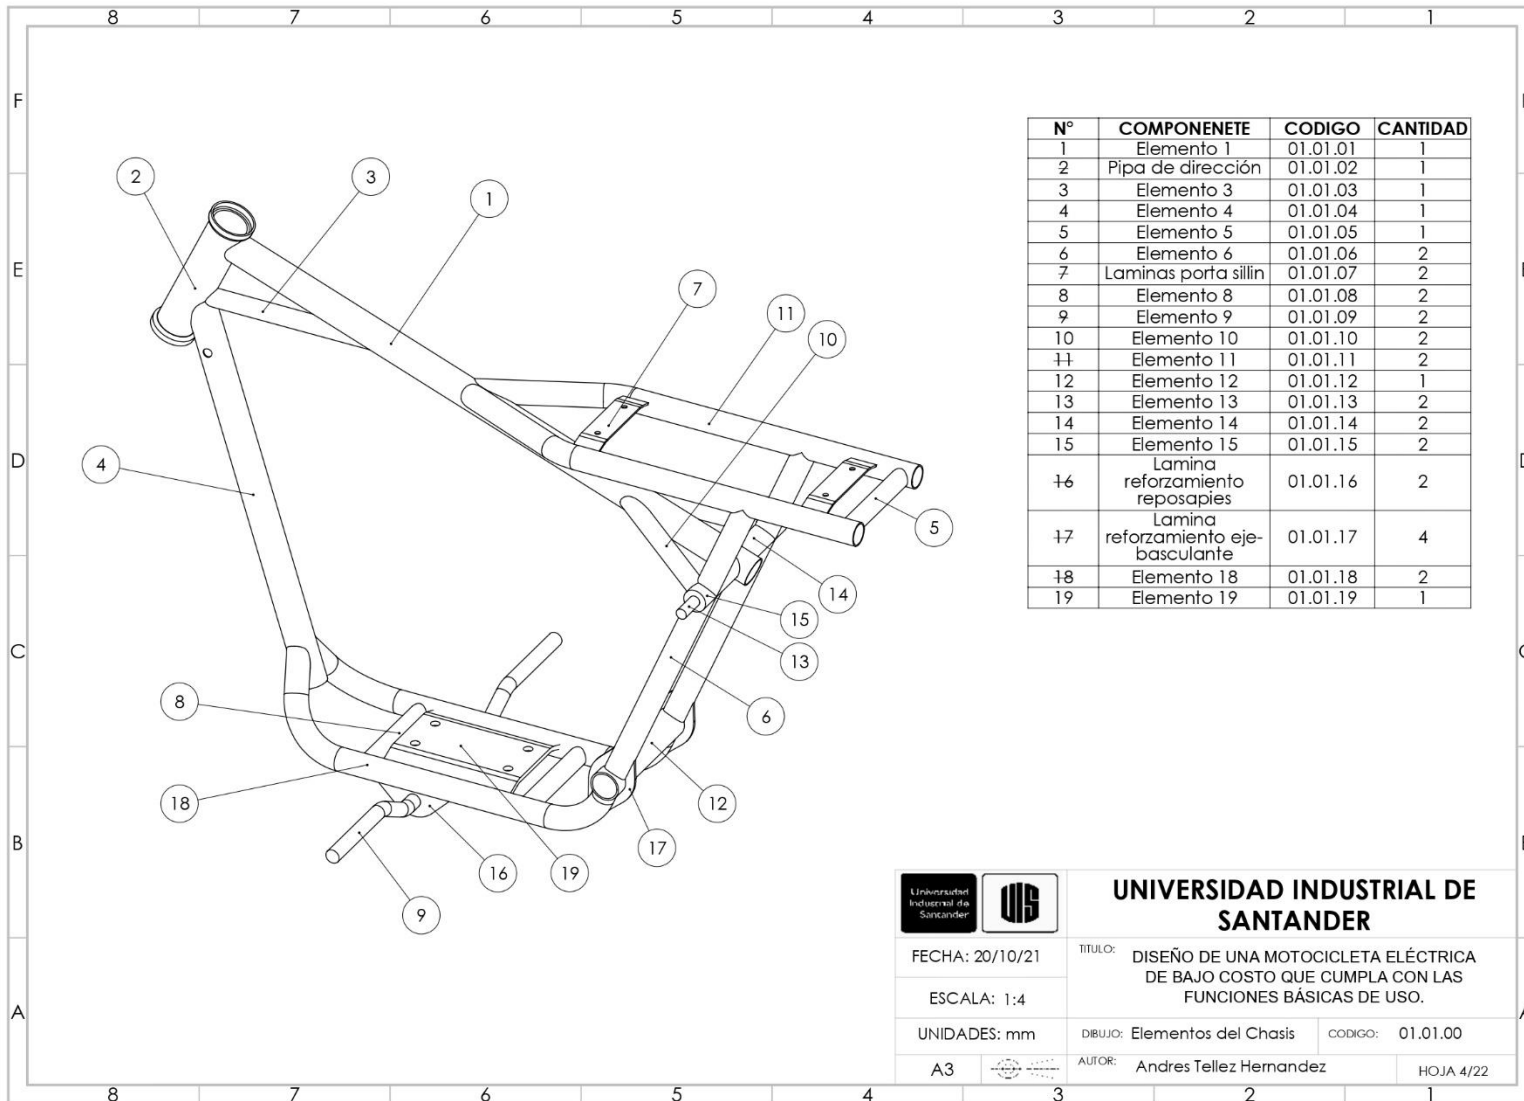 8 7 6 5 4 3 2 1
F
E
D
C
B
A
2
3
1
7
11
10
4
5
14
15
13
6
8
18
12
17
16
19
9
N° COMPONENETE CODIGO CANTIDAD
1 Elemento 1 01.01.01 1
2 Pipa de dirección 01.01.02 1
3 Elemento 3 01.01.03 1
4 Elemento 4 01.01.04 1
5 Elemento 5 01.01.05 1
6 Elemento 6 01.01.06 2
7 Laminas porta sillin 01.01.07 2
8 Elemento 8 01.01.08 2
9 Elemento 9 01.01.09 2
10 Elemento 10 01.01.10 2
11 Elemento 11 01.01.11 2
12 Elemento 12 01.01.12 1
13 Elemento 13 01.01.13 2
14 Elemento 14 01.01.14 2
15 Elemento 15 01.01.15 2
Lamina
16 reforzamiento 01.01.16 2
reposapies
Lamina
17 reforzamiento eje- 01.01.17 4
basculante
18 Elemento 18 01.01.18 2
19 Elemento 19 01.01.19 1
Universidad
Industrial de
Santander
UIS
UNIVERSIDAD INDUSTRIAL DE
SANTANDER
FECHA: 20/10/21
TITULO: DISEÑO DE UNA MOTOCICLETA ELÉCTRICA
DE BAJO COSTO QUE CUMPLA CON LAS
FUNCIONES BÁSICAS DE USO.
ESCALA: 1:4
UNIDADES: mm
DIBUJO: Elementos del Chasis
CODIGO: 01.01.00
A3
AUTOR: Andres Tellez Hernandez
HOJA 4/22
8 7 6 5 4 3 2 1